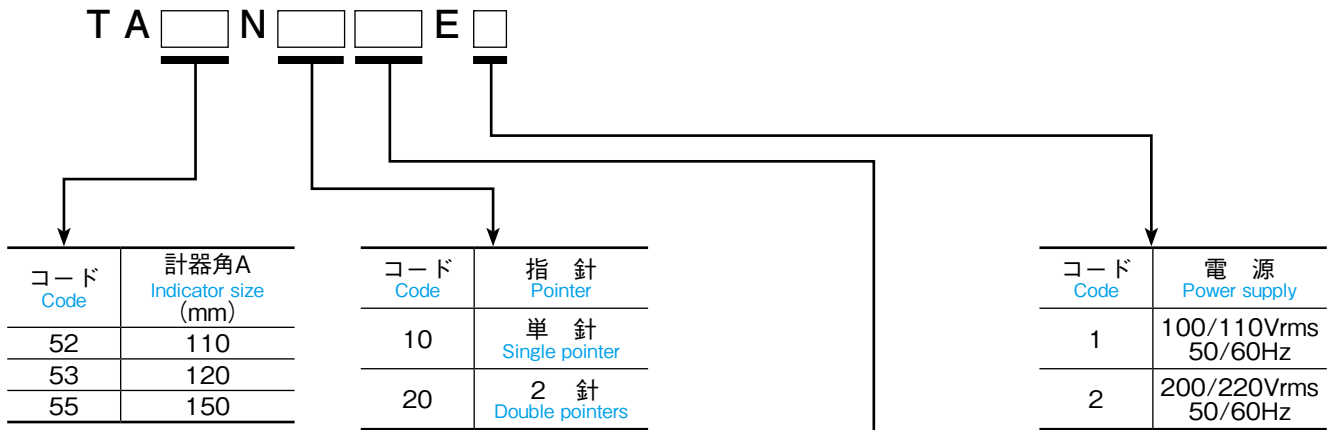 TA N E
コード
Code
計器角A
Indicator size
(mm)
52 110
53 120
55 150
コード
Code
指 針
Pointer
10
単 針
Single pointer
20
2 針
Double pointers
コード
Code
電 源
Power supply
1
100/110Vrms
50/60Hz
2
200/220Vrms
50/60Hz